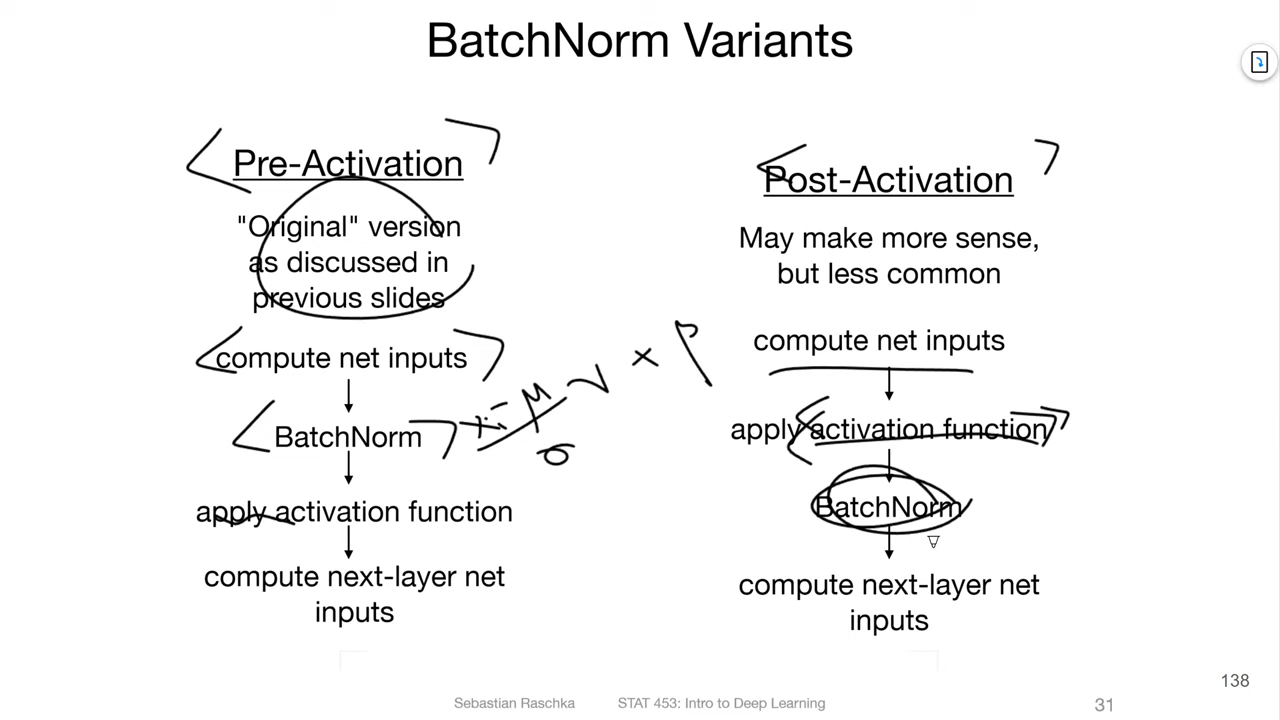 BatchNorm Variants
Pre-Activation
"Original" version
as discussed in
previous slides
compute net inputs
BatchNorm
apply activation function
compute next-layer net
inputs
Post-Activation
May make more sense,
but less common
compute net inputs
apply activation function
BatchNorm
compute next-layer net
inputs
Sebastian Raschka STAT 453: Intro to Deep Learning
31
138